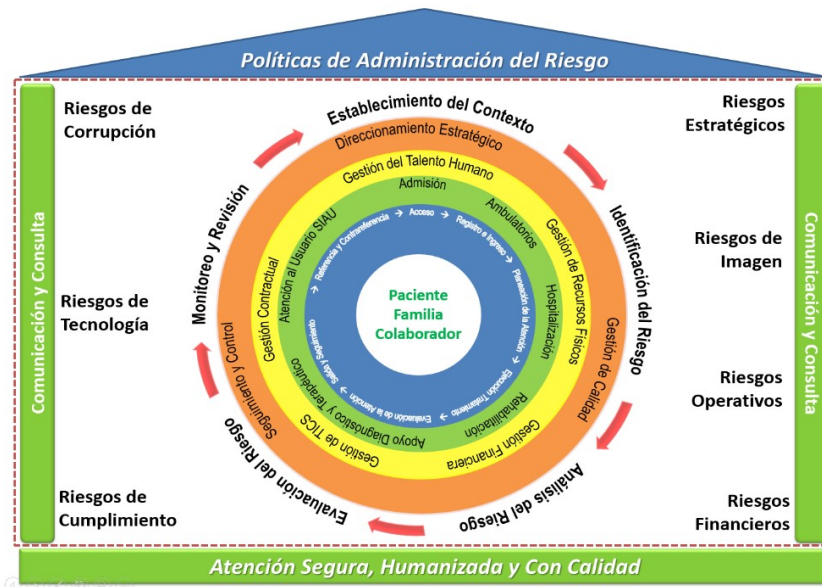 Políticas de Administración del Riesgo
Comunicación y Consulta
Riesgos de
Corrupción
Riesgos de
Tecnología
Riesgos de
Cumplimiento
Establecimiento del Contexto
Identificación del Riesgo
Análisis del Riesgo
Evaluación del Riesgo
Monitoreo y Revisión
Direccionamiento Estratégico
Gestión de Calidad
Seguimiento y Control
Gestión del Talento Humano
Gestión de Recursos Físicos
Gestión Financiera
Gestión de TICS
Gestión Contractual
Admisión
Ambulatorios
Hospitalización
Rehabilitación
Apoyo Diagnóstico y Terapéutico
Atención al Usuario SIAU
Acceso → Registro e Ingreso → Planeación de la Atención → Ejecución Tratamiento → Evaluación de la Atención → Salida y Seguimiento → Referencia y Contrareferencia →
Paciente
Familia
Colaborador
Riesgos
Estratégicos
Riesgos de
Imagen
Riesgos
Operativos
Riesgos
Financieros
Comunicación y Consulta
Atención Segura, Humanizada y Con Calidad